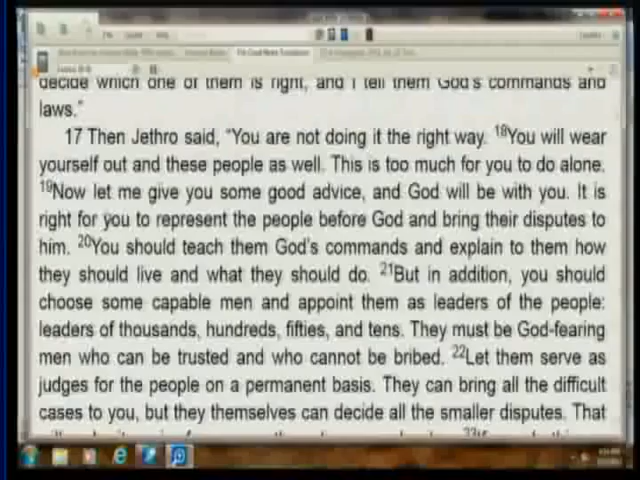 decide which one of them is right, and I tell them God's commands and
laws."
17 Then Jethro said, "You are not doing it the right way. 18You will wear
yourself out and these people as well. This is too much for you to do alone.
19Now let me give you some good advice, and God will be with you. It is
right for you to represent the people before God and bring their disputes to
him. 20You should teach them God's commands and explain to them how
they should live and what they should do. 21But in addition, you should
choose some capable men and appoint them as leaders of the people:
leaders of thousands, hundreds, fifties, and tens. They must be God-fearing
men who can be trusted and who cannot be bribed. 22Let them serve as
judges for the people on a permanent basis. They can bring all the difficult
cases to you, but they themselves can decide all the smaller disputes. That